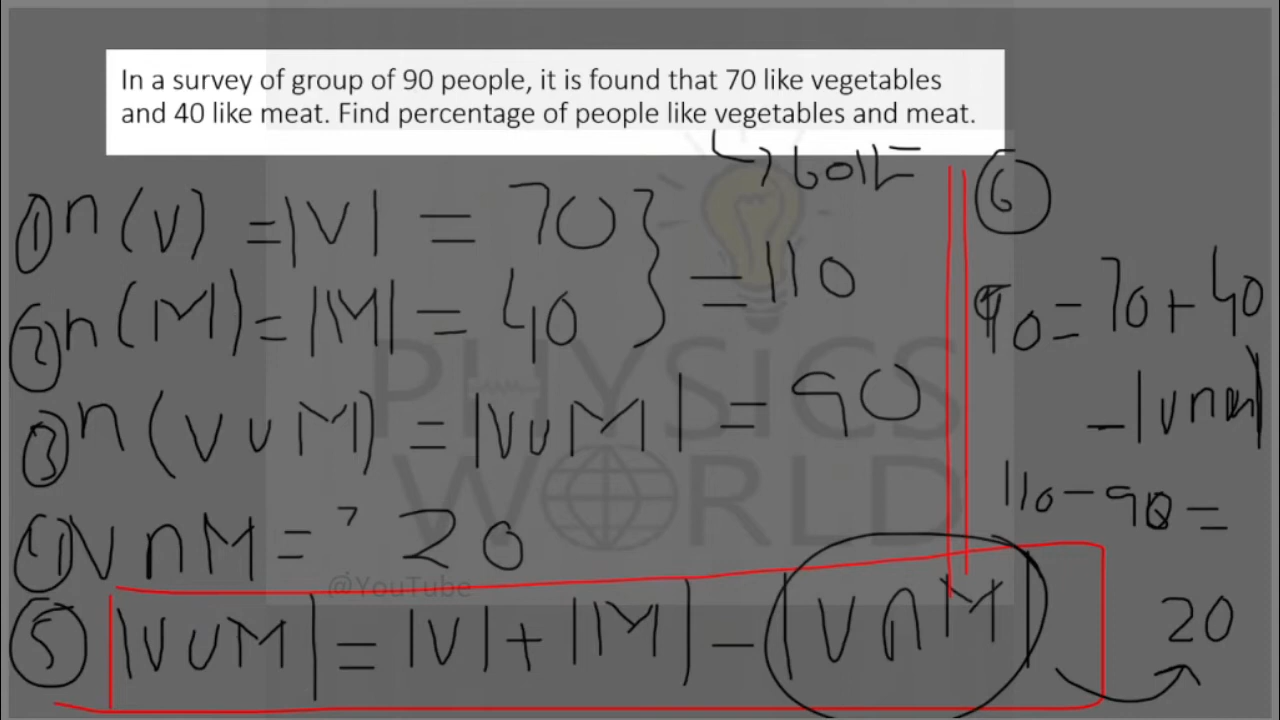 In a survey of group of 90 people, it is found that 70 like vegetables
and 40 like meat. Find percentage of people like vegetables and meat.
① n(V) = |V| = 70
② n(M) = |M| = 40
= 110
③ n(V∪M) = |V∪M| = 90
④ V∩M = ? 20
⑤ |V∪M| = |V| + |M| - |V∩M|
⑥
90 = 70 + 40
- |V∩M|
110 - 90 =
20
PHYSICS
WORLD
@YouTube